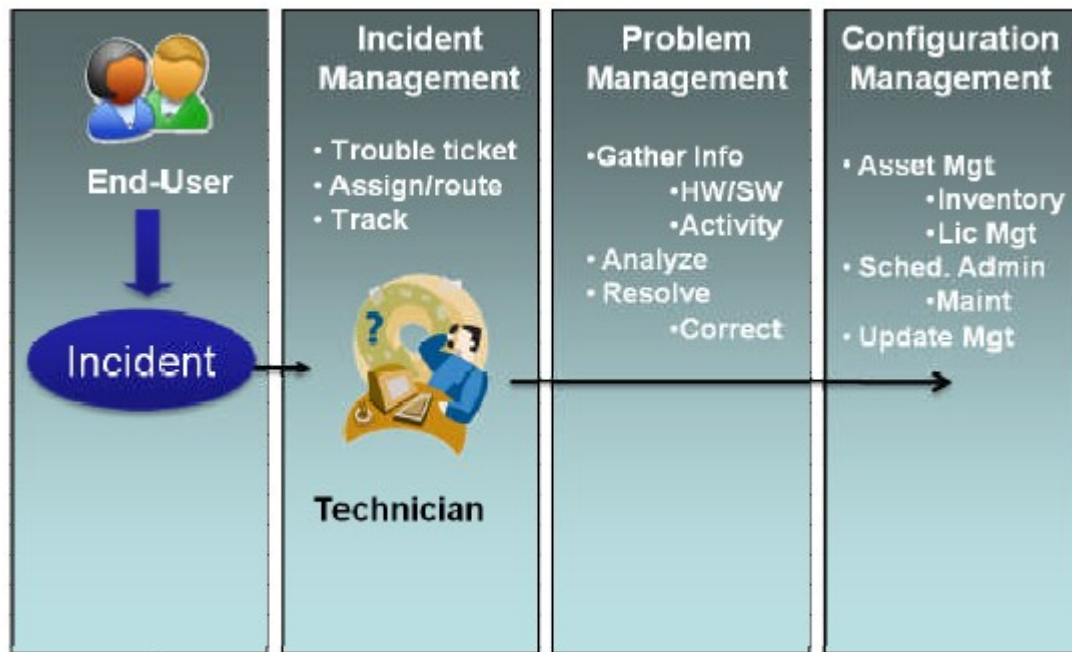 End-User
Incident
Incident
Management
• Trouble ticket
• Assign/route
• Track
?
Technician
Problem
Management
•Gather Info
•HW/SW
•Activity
• Analyze
• Resolve
•Correct
Configuration
Management
• Asset Mgt
•Inventory
•Lic Mgt
• Sched. Admin
•Maint
• Update Mgt